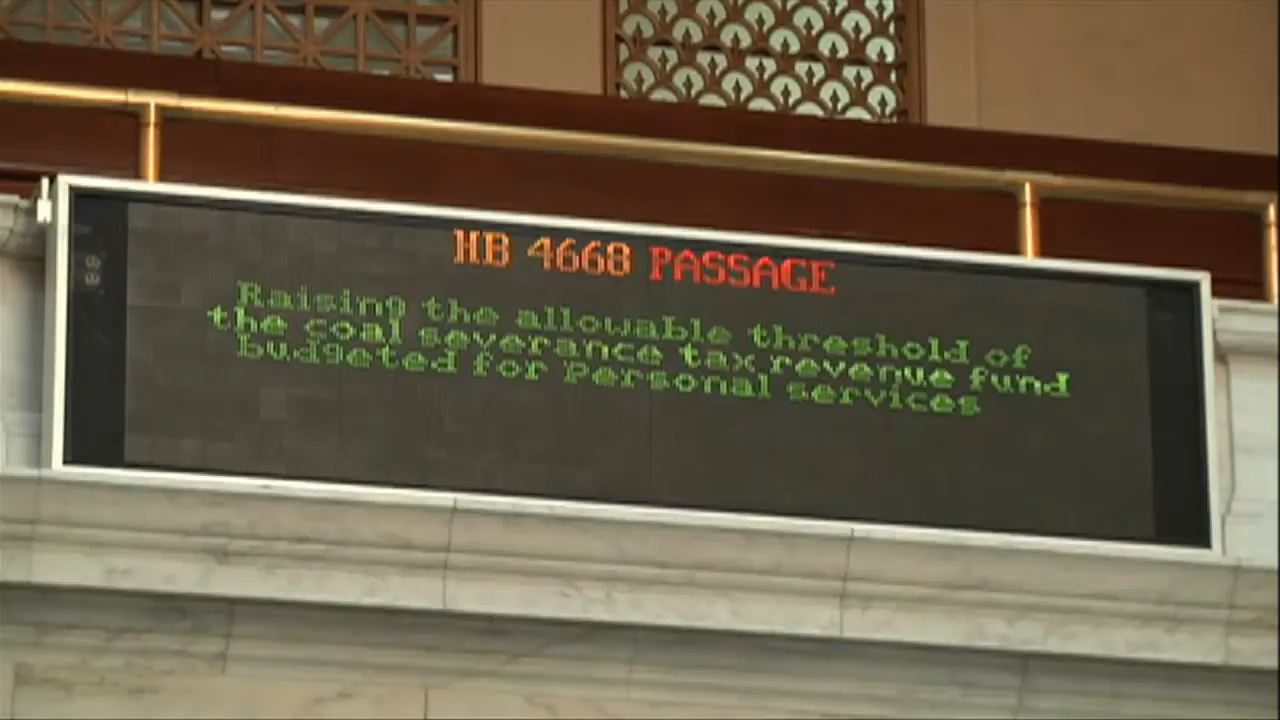 HB 4668 PASSAGE
Raising the allowable threshold of
the coal severance tax revenue fund
budgeted for personal services